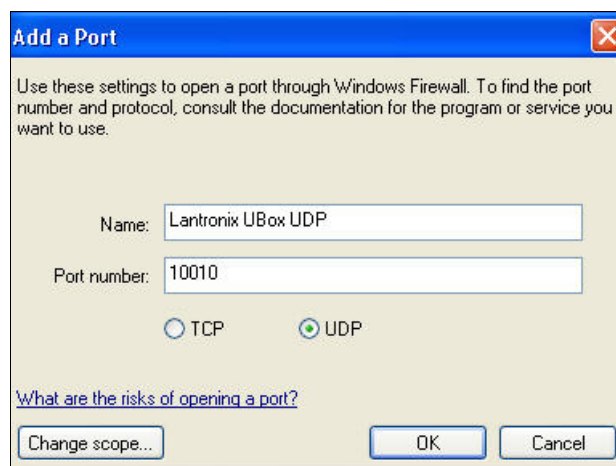 Add a Port
Use these settings to open a port through Windows Firewall. To find the port
number and protocol, consult the documentation for the program or service you
want to use.
Name: Lantronix UBox UDP
Port number: 10010
TCP UDP
What are the risks of opening a port?
Change scope... OK Cancel